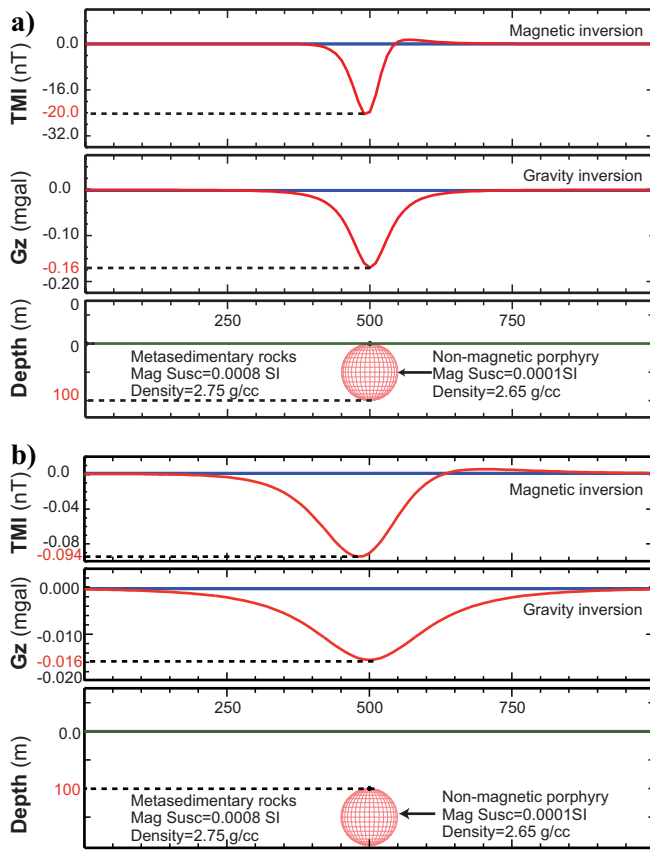 a)
Magnetic inversion
TMI (nT)
0.0
-16.0
-20.0
-32.0
Gravity inversion
Gz (mgal)
0.0
-0.10
-0.16
-0.20
250 500 750
Depth (m)
0
0
100
Metasedimentary rocks
Mag Susc=0.0008 SI
Density=2.75 g/cc
Non-magnetic porphyry
Mag Susc=0.0001SI
Density=2.65 g/cc
b)
TMI (nT)
0.0
-0.04
-0.08
-0.094
Magnetic inversion
Gz (mgal)
0.000
-0.010
-0.016
-0.020
Gravity inversion
250 500 750
Depth (m)
0.0
100
Metasedimentary rocks
Mag Susc=0.0008 SI
Density=2.75 g/cc
Non-magnetic porphyry
Mag Susc=0.0001SI
Density=2.65 g/cc